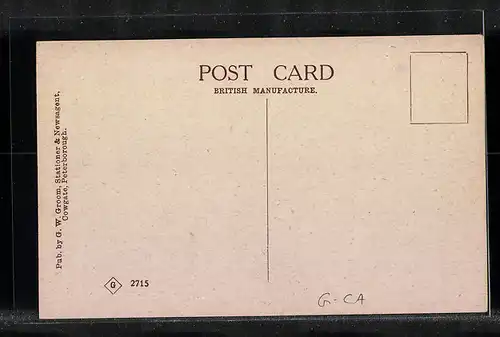 POST CARD
BRITISH MANUFACTURE.
Pub. by G. W. Groom, Stationer & Newsagent,
Cowgate, Peterborough.
G 2715
G-CA